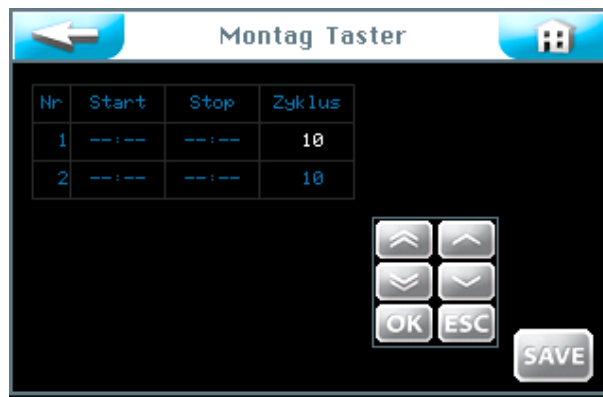 Montag Taster
Nr Start Stop Zyklus
1 --:-- --:-- 10
2 --:-- --:-- 10
OK ESC
SAVE